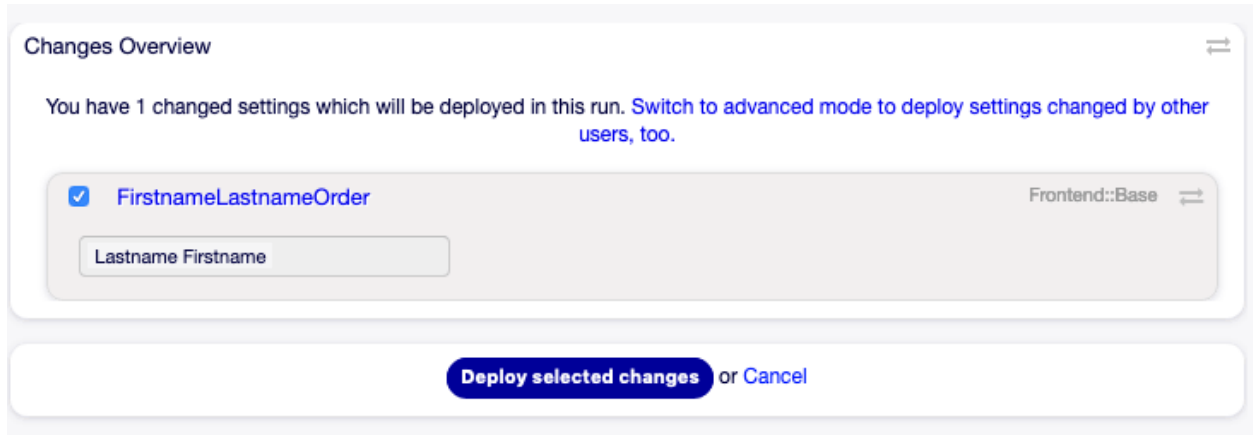 Changes Overview
You have 1 changed settings which will be deployed in this run. Switch to advanced mode to deploy settings changed by other
users, too.
FirstnameLastnameOrder Frontend::Base
Lastname Firstname
Deploy selected changes or Cancel